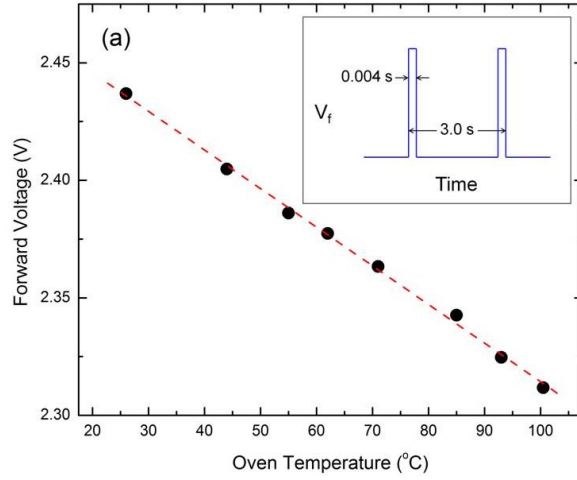 (a)
2.45
2.40
2.35
2.30
Forward Voltage (V)
20 30 40 50 60 70 80 90 100
Oven Temperature (°C)
0.004 s
Vf
3.0 s
Time